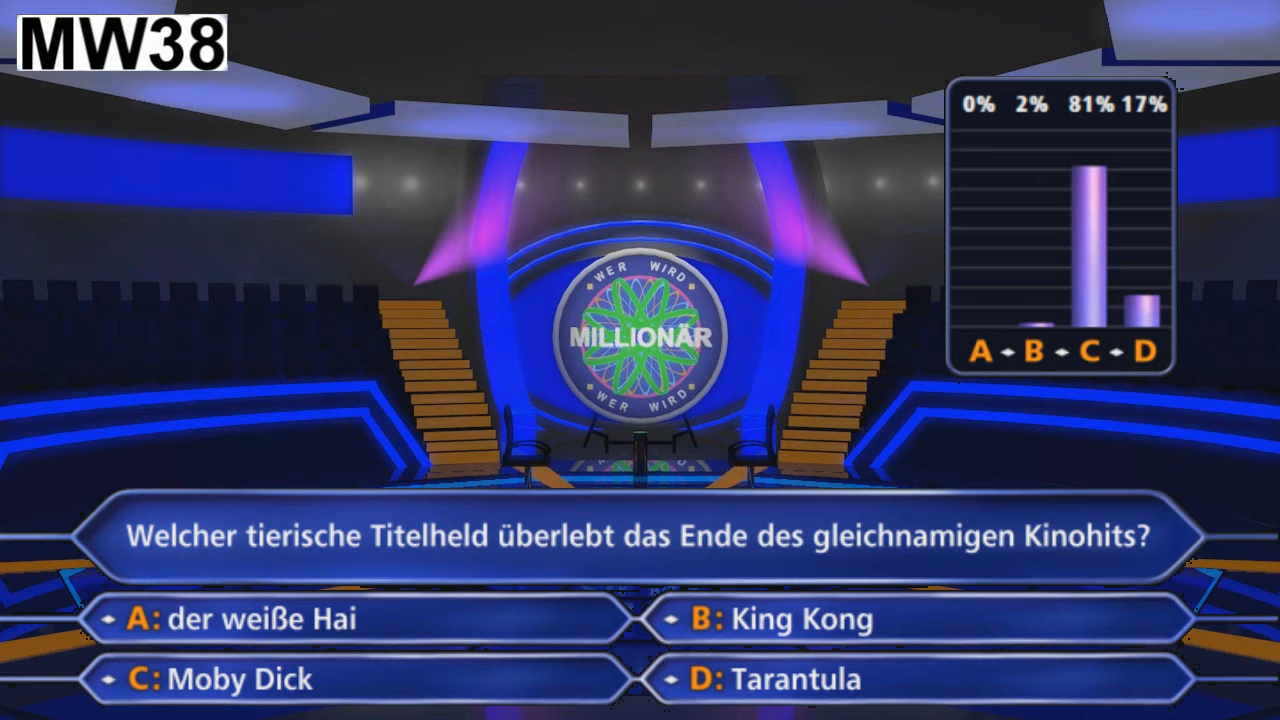 MW38
0% 2% 81% 17%
A B C D
WER WIRD
MILLIONÄR
WER WIRD
Welcher tierische Titelheld überlebt das Ende des gleichnamigen Kinohits?
A: der weiße Hai
B: King Kong
C: Moby Dick
D: Tarantula